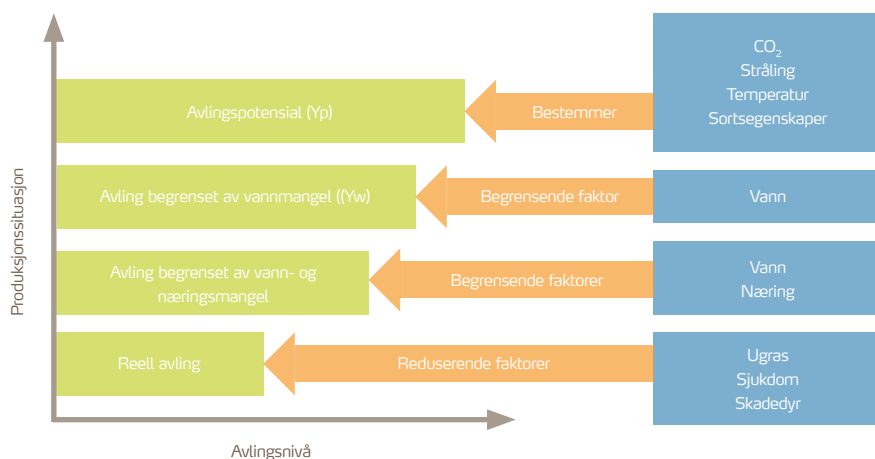 Produksjonssituasjon
Avlingspotensial (Yp)
Bestemmer
CO₂
Stråling
Temperatur
Sortsegenskaper
Avling begrenset av vannmangel ((Yw)
Begrensende faktor
Vann
Avling begrenset av vann- og
næringsmangel
Begrensende faktorer
Vann
Næring
Reell avling
Reduserende faktorer
Ugras
Sjukdom
Skadedyr
Avlingsnivå